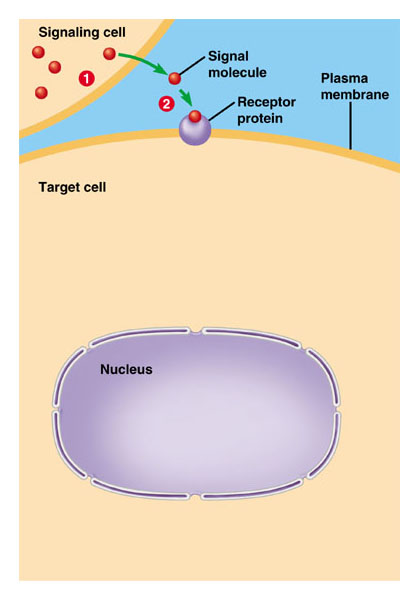 Signaling cell
1
Signal
molecule
2
Receptor
protein
Plasma
membrane
Target cell
Nucleus